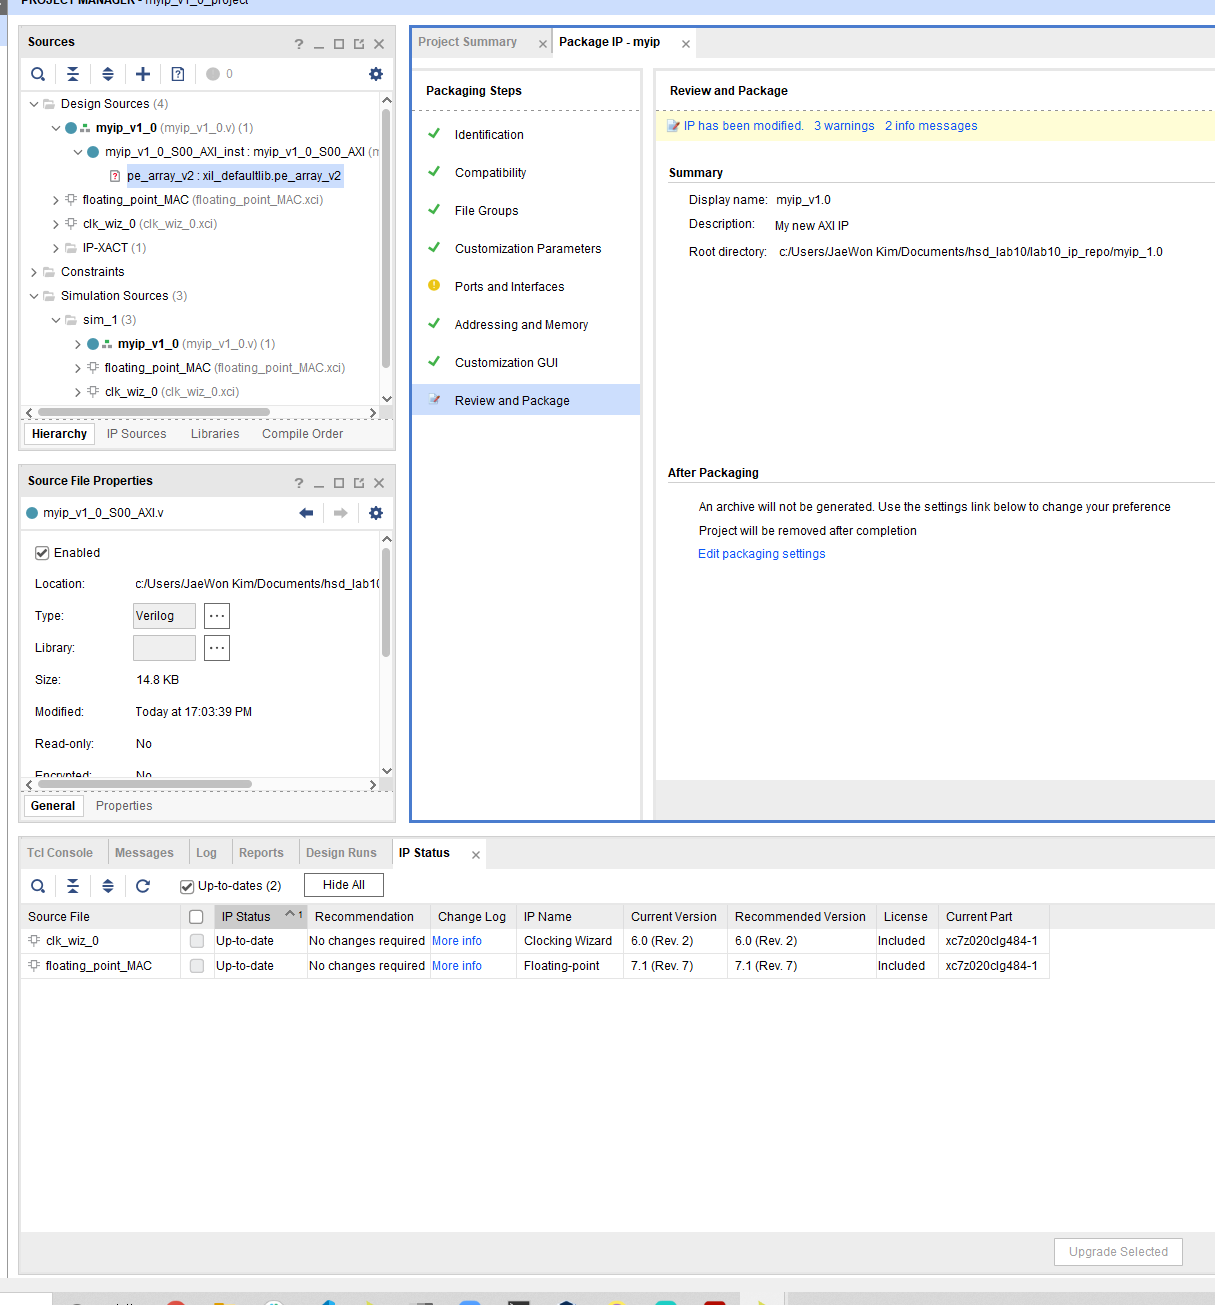 PROJECT MANAGER - myip_v1_0_project
Sources
? _
0
Design Sources (4)
myip_v1_0 (myip_v1_0.v) (1)
myip_v1_0_S00_AXI_inst : myip_v1_0_S00_AXI (m
pe_array_v2 : xil_defaultlib.pe_array_v2
floating_point_MAC (floating_point_MAC.xci)
clk_wiz_0 (clk_wiz_0.xci)
IP-XACT (1)
Constraints
Simulation Sources (3)
sim_1 (3)
myip_v1_0 (myip_v1_0.v) (1)
floating_point_MAC (floating_point_MAC.xci)
clk_wiz_0 (clk_wiz_0.xci)
Hierarchy IP Sources Libraries Compile Order
Source File Properties
? _
myip_v1_0_S00_AXI.v
Enabled
Location: c:/Users/JaeWon Kim/Documents/hsd_lab10
Type: Verilog ...
Library: ...
Size: 14.8 KB
Modified: Today at 17:03:39 PM
Read-only: No
Encrypted: No
General Properties
Project Summary Package IP - myip
Packaging Steps
Identification
Compatibility
File Groups
Customization Parameters
Ports and Interfaces
Addressing and Memory
Customization GUI
Review and Package
Review and Package
IP has been modified. 3 warnings 2 info messages
Summary
Display name: myip_v1.0
Description: My new AXI IP
Root directory: c:/Users/JaeWon Kim/Documents/hsd_lab10/lab10_ip_repo/myip_1.0
After Packaging
An archive will not be generated. Use the settings link below to change your preference
Project will be removed after completion
Edit packaging settings
Tcl Console Messages Log Reports Design Runs IP Status
Up-to-dates (2) Hide All
Source File IP Status 1 Recommendation Change Log IP Name Current Version Recommended Version License Current Part
clk_wiz_0 Up-to-date No changes required More info Clocking Wizard 6.0 (Rev. 2) 6.0 (Rev. 2) Included xc7z020clg484-1
floating_point_MAC Up-to-date No changes required More info Floating-point 7.1 (Rev. 7) 7.1 (Rev. 7) Included xc7z020clg484-1
Upgrade Selected